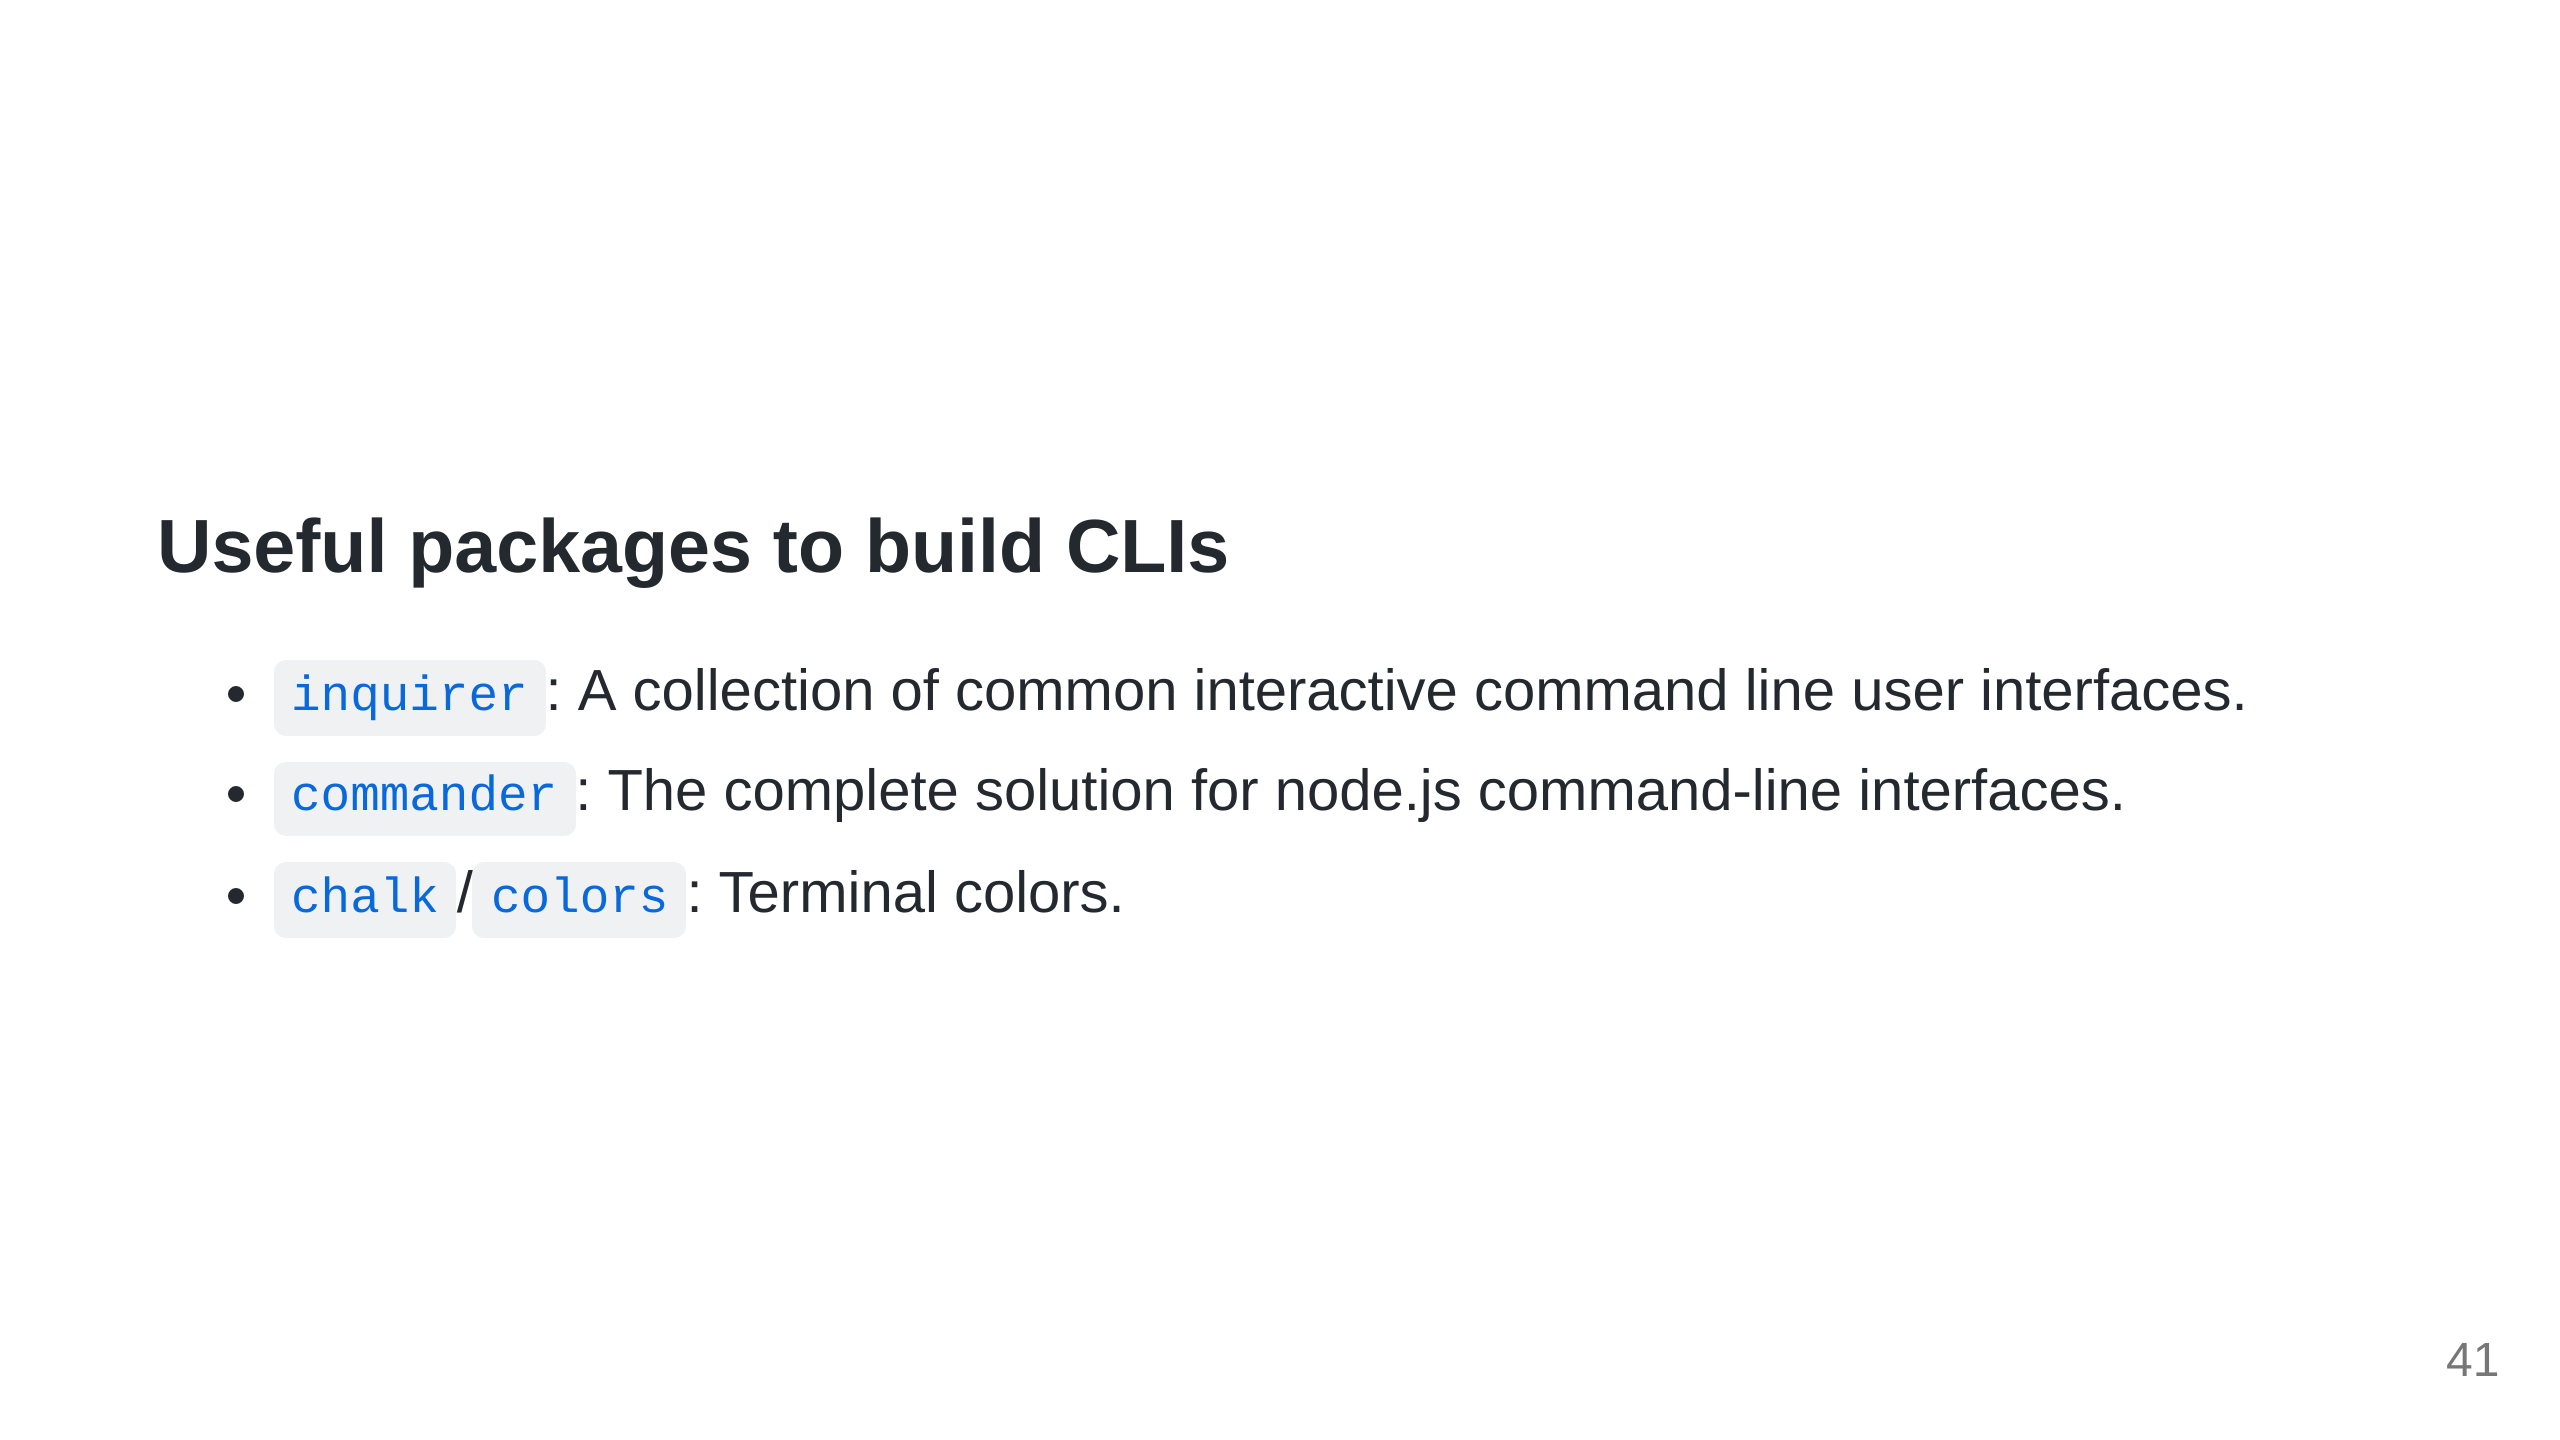 Useful packages to build CLIs
• inquirer: A collection of common interactive command line user interfaces.
• commander: The complete solution for node.js command-line interfaces.
• chalk/colors: Terminal colors.
41